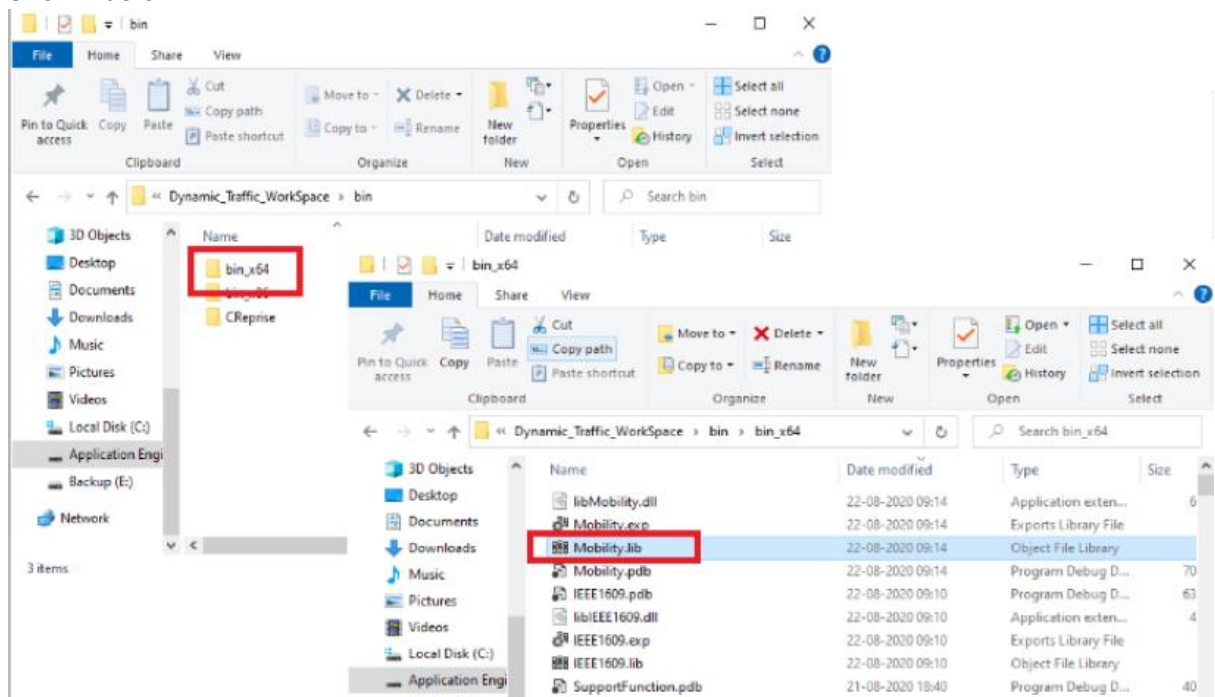 bin
File Home Share View
Pin to Quick access
Copy
Paste
Cut
Copy path
Paste shortcut
Clipboard
Move to
Copy to
Delete
Rename
Organize
New folder
New
Properties
Open
Edit
History
Open
Select all
Select none
Invert selection
Select
« Dynamic_Traffic_WorkSpace › bin
Search bin
3D Objects
Desktop
Documents
Downloads
Music
Pictures
Videos
Local Disk (C:)
Application Engi
Backup (E:)
Network
3 items
Name Date modified Type Size
bin_x64
CReprise
bin_x64
File Home Share View
Pin to Quick access
Copy
Paste
Cut
Copy path
Paste shortcut
Clipboard
Move to
Copy to
Delete
Rename
Organize
New folder
New
Properties
Open
Edit
History
Open
Select all
Select none
Invert selection
Select
« Dynamic_Traffic_WorkSpace › bin › bin_x64
Search bin_x64
3D Objects
Desktop
Documents
Downloads
Music
Pictures
Videos
Local Disk (C:)
Application Engi
Name Date modified Type Size
libMobility.dll 22-08-2020 09:14 Application exten... 6
Mobility.exp 22-08-2020 09:14 Exports Library File
Mobility.lib 22-08-2020 09:14 Object File Library
Mobility.pdb 22-08-2020 09:14 Program Debug D... 70
IEEE1609.pdb 22-08-2020 09:10 Program Debug D... 63
libIEEE1609.dll 22-08-2020 09:10 Application exten... 4
IEEE1609.exp 22-08-2020 09:10 Exports Library File
IEEE1609.lib 22-08-2020 09:10 Object File Library
SupportFunction.pdb 21-08-2020 18:40 Program Debug D... 40